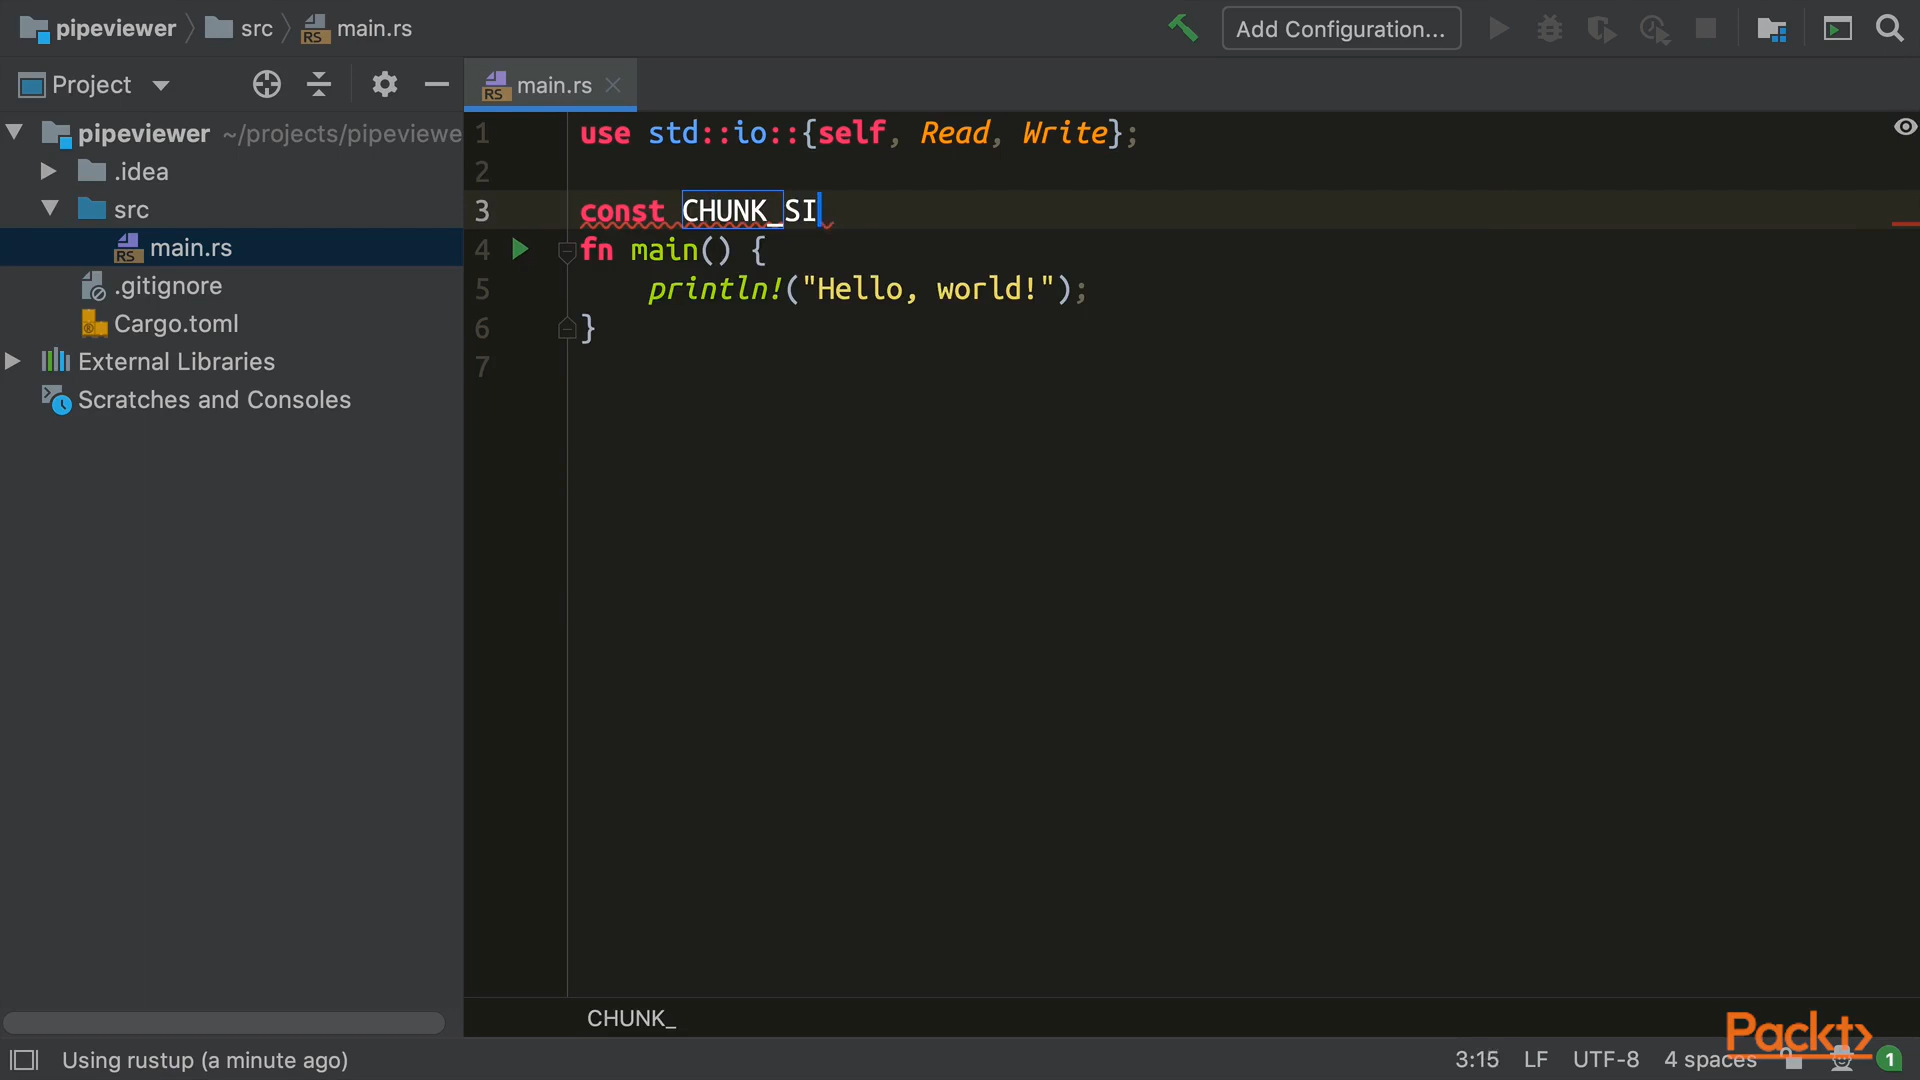 pipeviewer src main.rs Add Configuration...
Project main.rs
pipeviewer ~/projects/pipeviewe
.idea
src
main.rs
.gitignore
Cargo.toml
External Libraries
Scratches and Consoles
1 use std::io::{self, Read, Write};
2
3 const CHUNK_SI
4 fn main() {
5 println!("Hello, world!");
6 }
7
CHUNK_
Packt>
Using rustup (a minute ago) 3:15 LF UTF-8 4 spaces 1